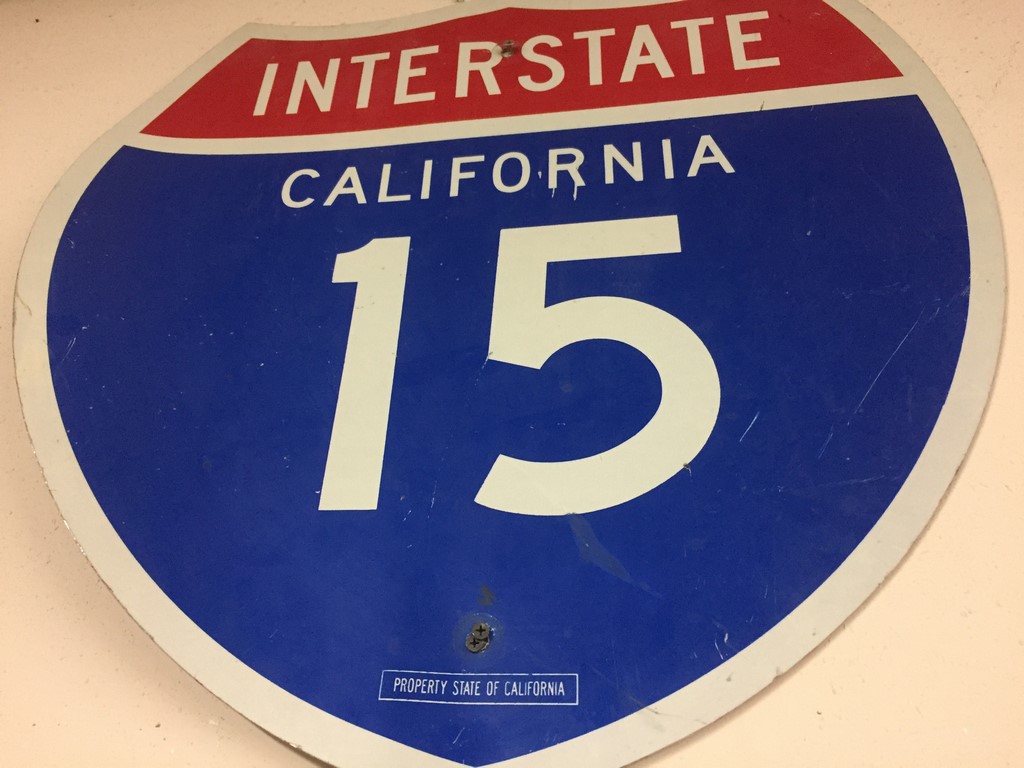 INTERSTATE
CALIFORNIA
15
PROPERTY STATE OF CALIFORNIA